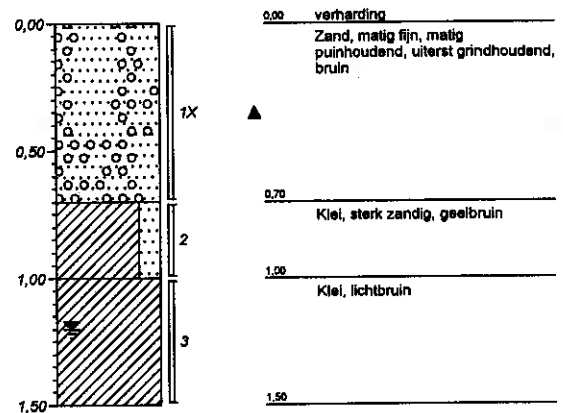 0,00
0,00 verharding
Zand, matig fijn, matig
puinhoudend, uiterst grindhoudend,
bruin
1X
0,50
0,70
Klei, sterk zandig, geelbruin
2
1,00
1,00
Klei, lichtbruin
3
1,50
1,50